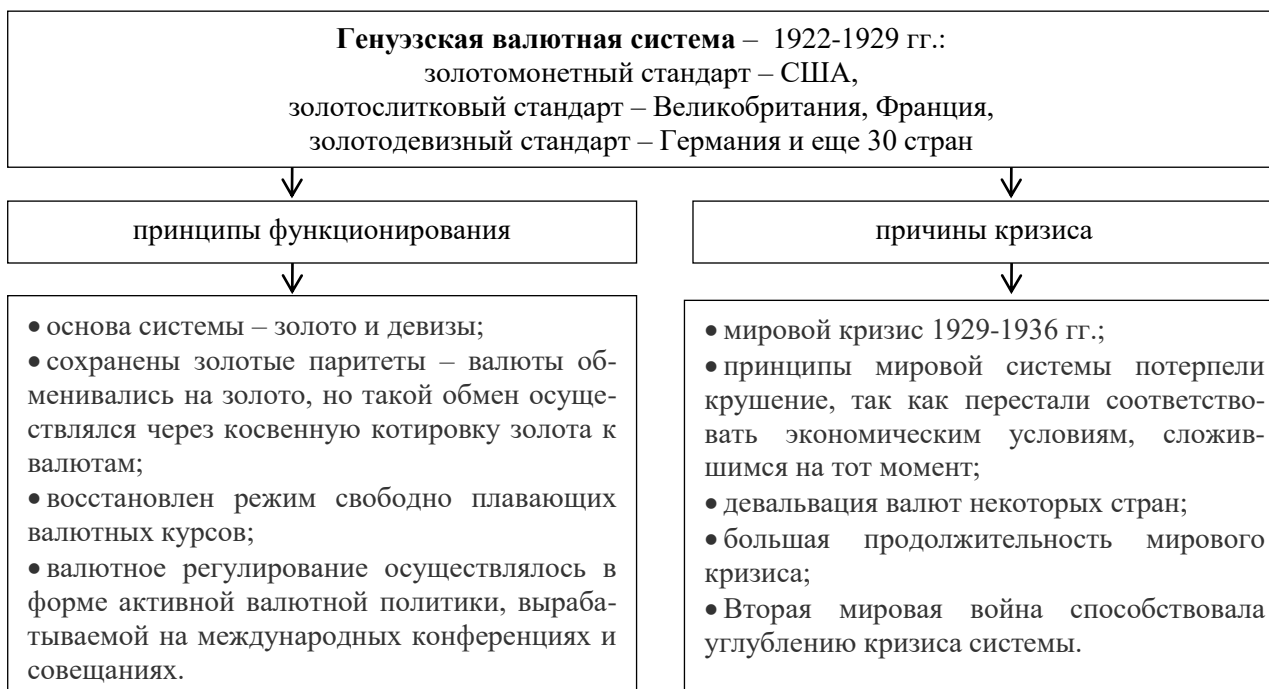 Генуэзская валютная система – 1922-1929 гг.:
золотомонетный стандарт – США,
золотослитковый стандарт – Великобритания, Франция,
золотодевизный стандарт – Германия и еще 30 стран
принципы функционирования
• основа системы – золото и девизы;
• сохранены золотые паритеты – валюты об-
менивались на золото, но такой обмен осуще-
ствлялся через косвенную котировку золота к
валютам;
• восстановлен режим свободно плавающих
валютных курсов;
• валютное регулирование осуществлялось в
форме активной валютной политики, выраба-
тываемой на международных конференциях и
совещаниях.
причины кризиса
• мировой кризис 1929-1936 гг.;
• принципы мировой системы потерпели
крушение, так как перестали соответство-
вать экономическим условиям, сложив-
шимся на тот момент;
• девальвация валют некоторых стран;
• большая продолжительность мирового
кризиса;
• Вторая мировая война способствовала
углублению кризиса системы.